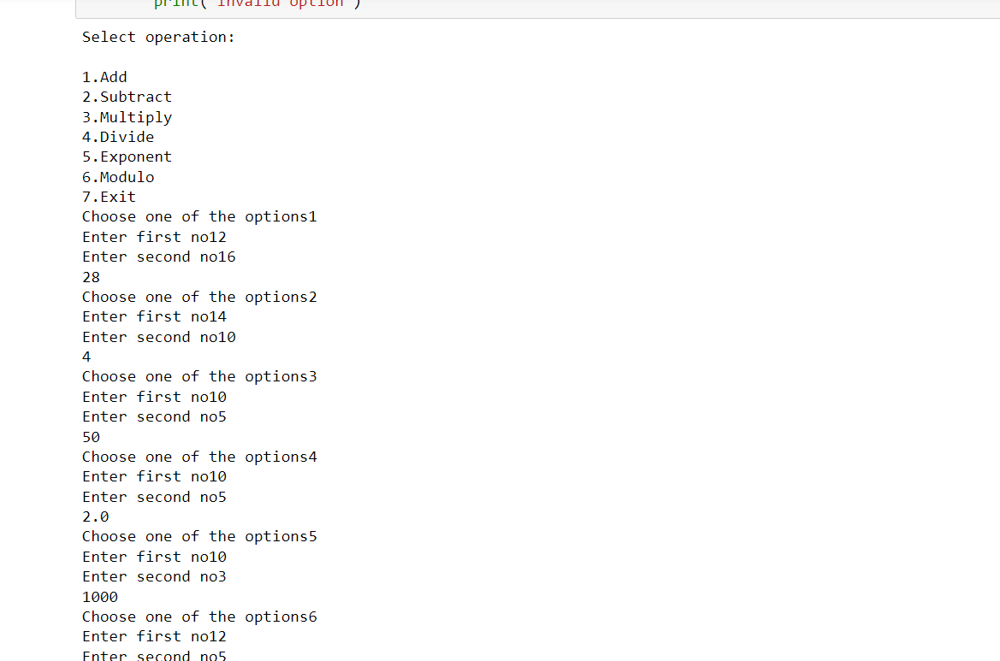 print("Invalid option")
Select operation:
1.Add
2.Subtract
3.Multiply
4.Divide
5.Exponent
6.Modulo
7.Exit
Choose one of the options1
Enter first no12
Enter second no16
28
Choose one of the options2
Enter first no14
Enter second no10
4
Choose one of the options3
Enter first no10
Enter second no5
50
Choose one of the options4
Enter first no10
Enter second no5
2.0
Choose one of the options5
Enter first no10
Enter second no3
1000
Choose one of the options6
Enter first no12
Enter second no5